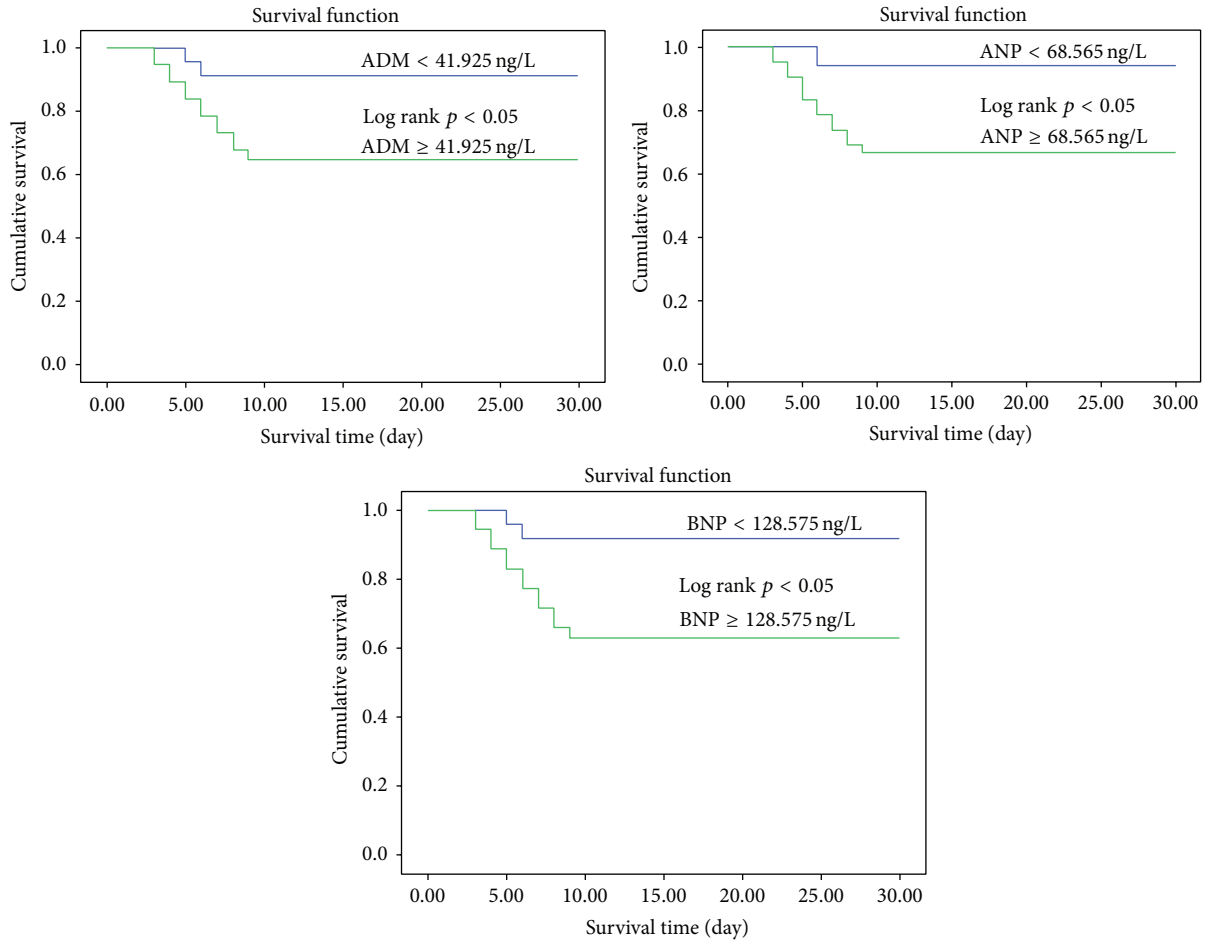 Survival function
1.0
0.8
0.6
0.4
0.2
0.0
Cumulative survival
ADM < 41.925 ng/L
Log rank p < 0.05
ADM ≥ 41.925 ng/L
0.00 5.00 10.00 15.00 20.00 25.00 30.00
Survival time (day)
Survival function
1.0
0.8
0.6
0.4
0.2
0.0
Cumulative survival
ANP < 68.565 ng/L
Log rank p < 0.05
ANP ≥ 68.565 ng/L
0.00 5.00 10.00 15.00 20.00 25.00 30.00
Survival time (day)
Survival function
1.0
0.8
0.6
0.4
0.2
0.0
Cumulative survival
BNP < 128.575 ng/L
Log rank p < 0.05
BNP ≥ 128.575 ng/L
0.00 5.00 10.00 15.00 20.00 25.00 30.00
Survival time (day)